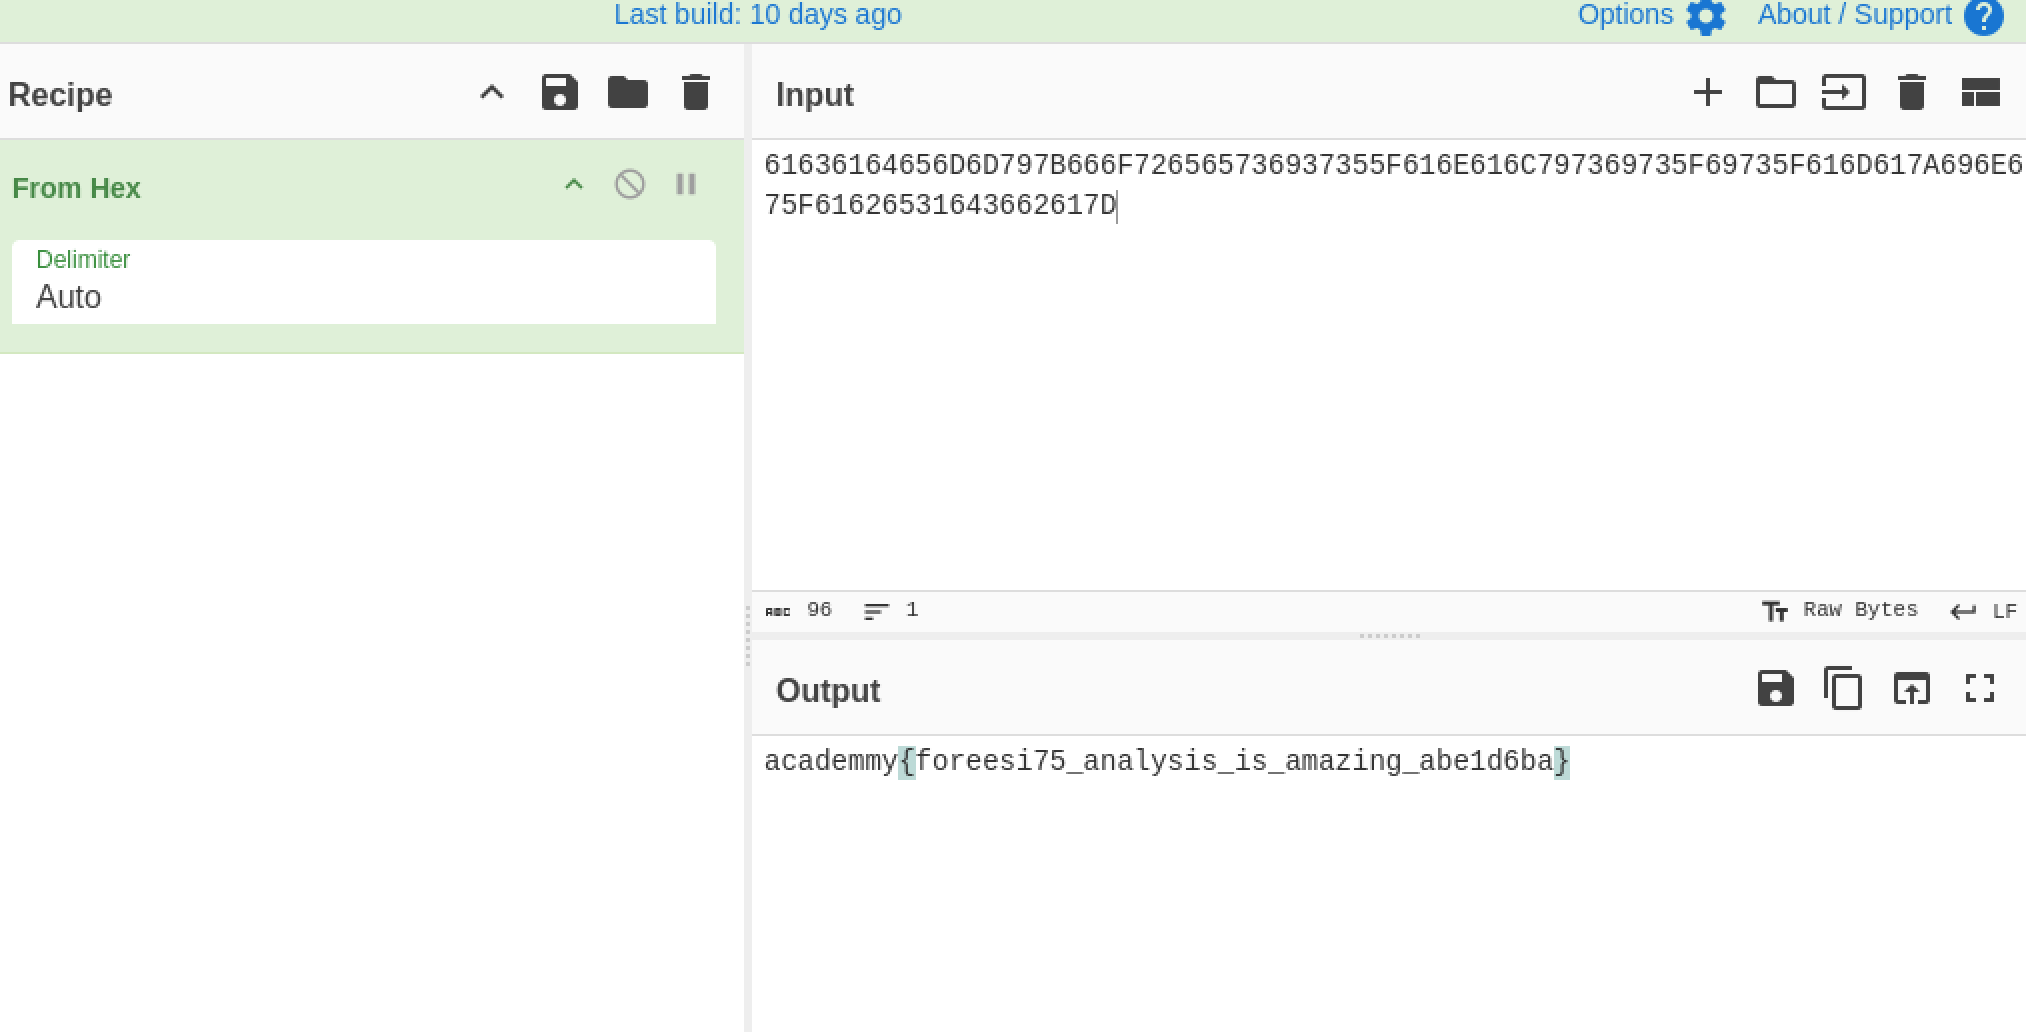 Last build: 10 days ago
Options
About / Support
Recipe
Input
From Hex
Delimiter
Auto
61636164656D6D797B666F726565736937355F616E616C797369735F69735F616D617A696E6
75F61626531643662617D
ABC 96
1
Raw Bytes
LF
Output
academmy{foreesi75_analysis_is_amazing_abe1d6ba}